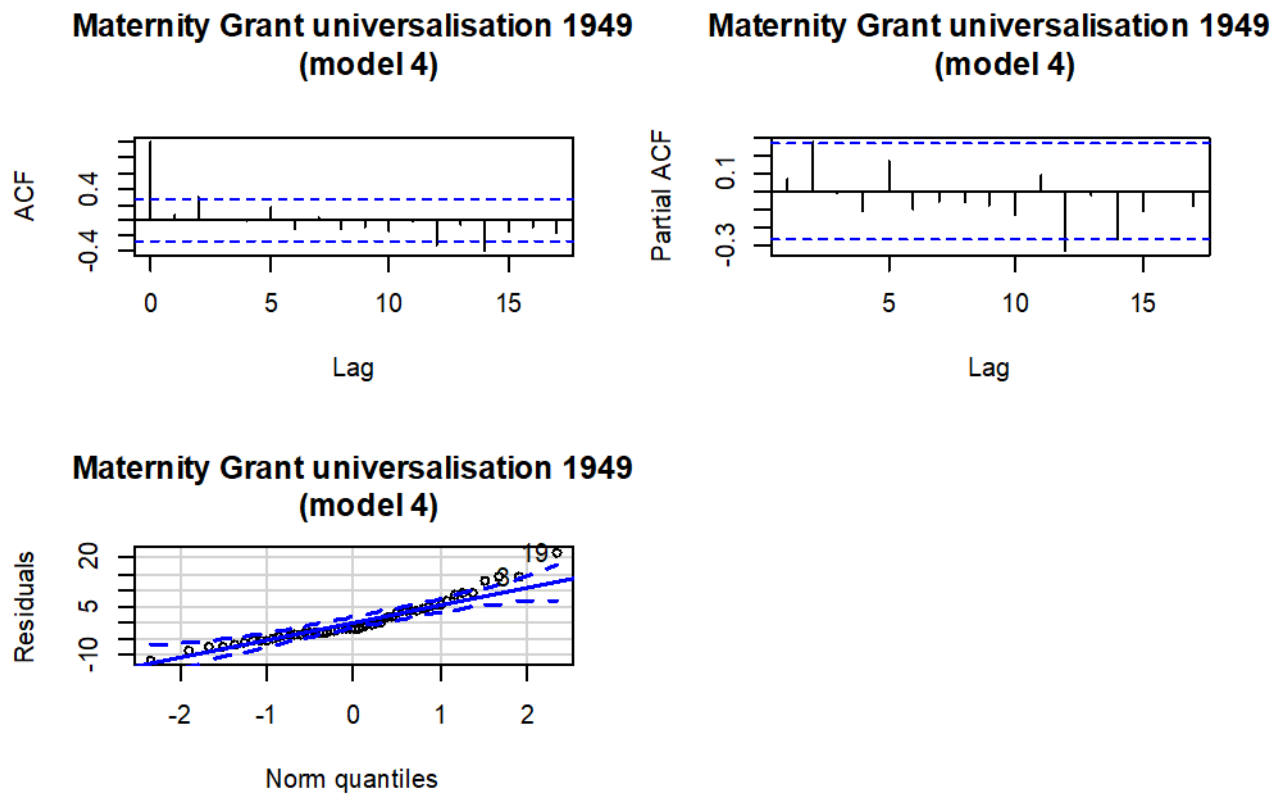 Maternity Grant universalisation 1949
(model 4)
ACF
0.4
-0.4
0 5 10 15
Lag
Maternity Grant universalisation 1949
(model 4)
Partial ACF
0.1
-0.3
5 10 15
Lag
Maternity Grant universalisation 1949
(model 4)
Residuals
20
5
-10
19
-2 -1 0 1 2
Norm quantiles